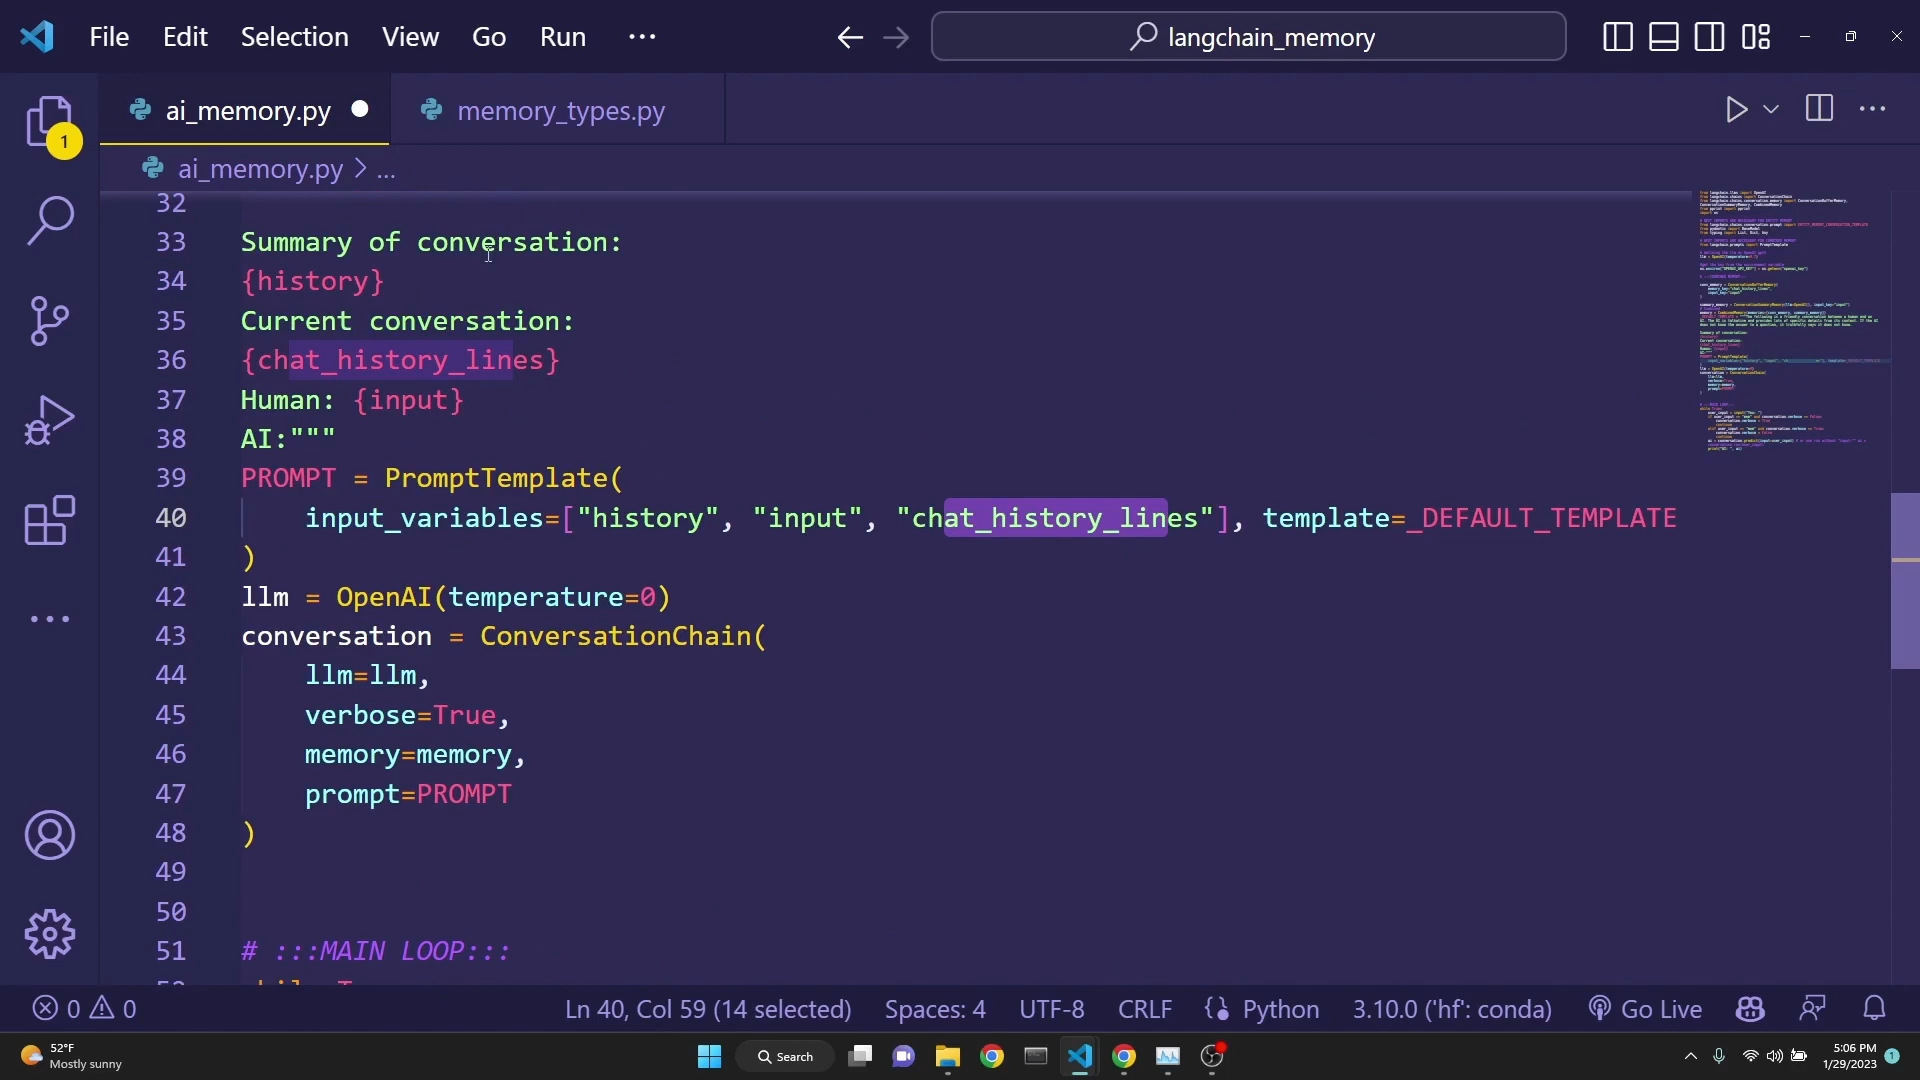 File Edit Selection View Go Run ··· langchain_memory
ai_memory.py memory_types.py
1
ai_memory.py > ...
32
33 Summary of conversation:
34 {history}
35 Current conversation:
36 {chat_history_lines}
37 Human: {input}
38 AI:"""
39 PROMPT = PromptTemplate(
40 input_variables=["history", "input", "chat_history_lines"], template=_DEFAULT_TEMPLATE
41 )
42 llm = OpenAI(temperature=0)
43 conversation = ConversationChain(
44 llm=llm,
45 verbose=True,
46 memory=memory,
47 prompt=PROMPT
48 )
49
50
51 # :::MAIN LOOP:::
0 0 Ln 40, Col 59 (14 selected) Spaces: 4 UTF-8 CRLF Python 3.10.0 ('hf': conda) Go Live
52°F
Mostly sunny
Search
5:06 PM
1/29/2023
1